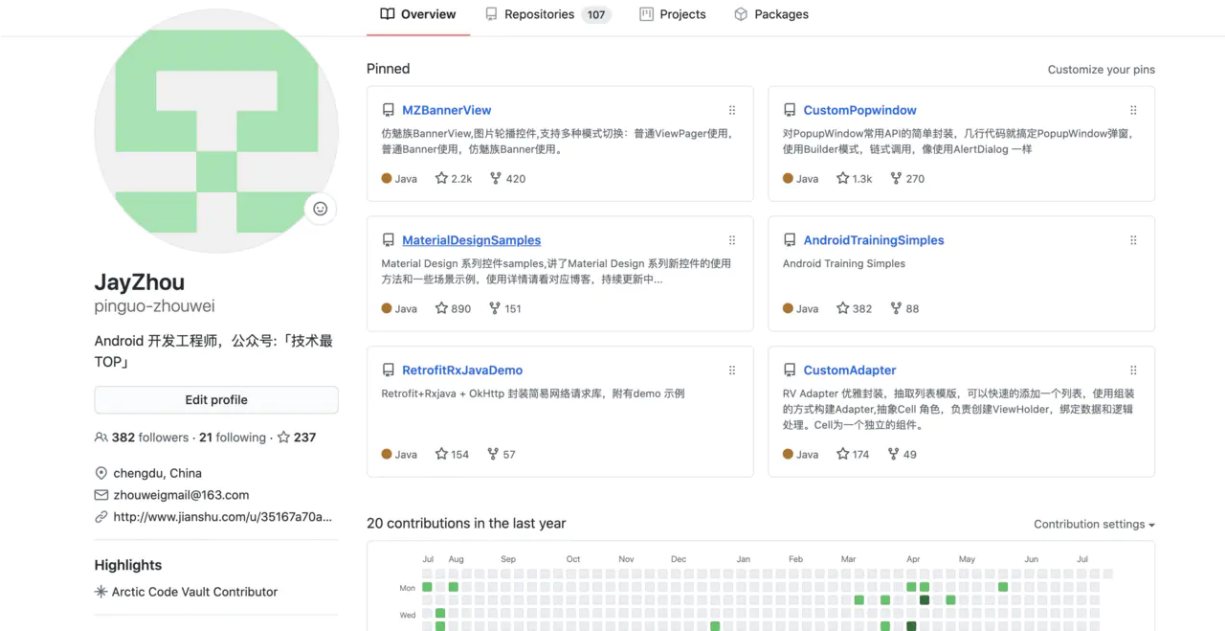 Overview
Repositories 107
Projects
Packages
JayZhou
pinguo-zhouwei
Android 开发工程师，公众号:「技术最
TOP」
Edit profile
382 followers · 21 following · 237
chengdu, China
zhouweigmail@163.com
http://www.jianshu.com/u/35167a70a...
Highlights
Arctic Code Vault Contributor
Pinned
Customize your pins
MZBannerView
仿魅族BannerView,图片轮播控件,支持多种模式切换：普通ViewPager使用，
普通Banner使用，仿魅族Banner使用。
Java 2.2k 420
CustomPopwindow
对PopupWindow常用API的简单封装，几行代码就搞定PopupWindow弹窗，
使用Builder模式，链式调用，像使用AlertDialog 一样
Java 1.3k 270
MaterialDesignSamples
Material Design 系列控件samples,讲了Material Design 系列新控件的使用
方法和一些场景示例，使用详情请看对应博客，持续更新中...
Java 890 151
AndroidTrainingSimples
Android Training Simples
Java 382 88
RetrofitRxJavaDemo
Retrofit+Rxjava + OkHttp 封装简易网络请求库，附有demo 示例
Java 154 57
CustomAdapter
RV Adapter 优雅封装，抽取列表模版，可以快速的添加一个列表，使用组装
的方式构建Adapter,抽象Cell 角色，负责创建ViewHolder，绑定数据和逻辑
处理。Cell为一个独立的组件。
Java 174 49
20 contributions in the last year
Contribution settings
Jul Aug Sep Oct Nov Dec Jan Feb Mar Apr May Jun Jul
Mon
Wed